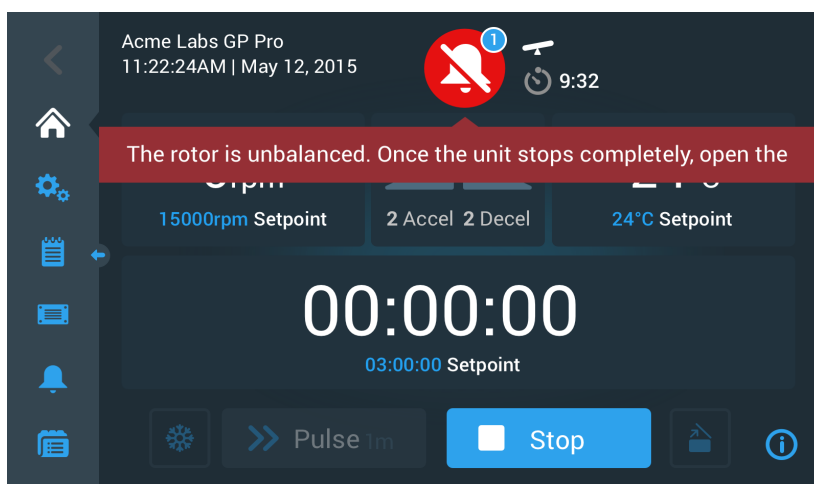 Acme Labs GP Pro
11:22:24AM | May 12, 2015
1
9:32
The rotor is unbalanced. Once the unit stops completely, open the
15000rpm Setpoint
2 Accel 2 Decel
24°C Setpoint
00:00:00
03:00:00 Setpoint
Pulse 1m
Stop